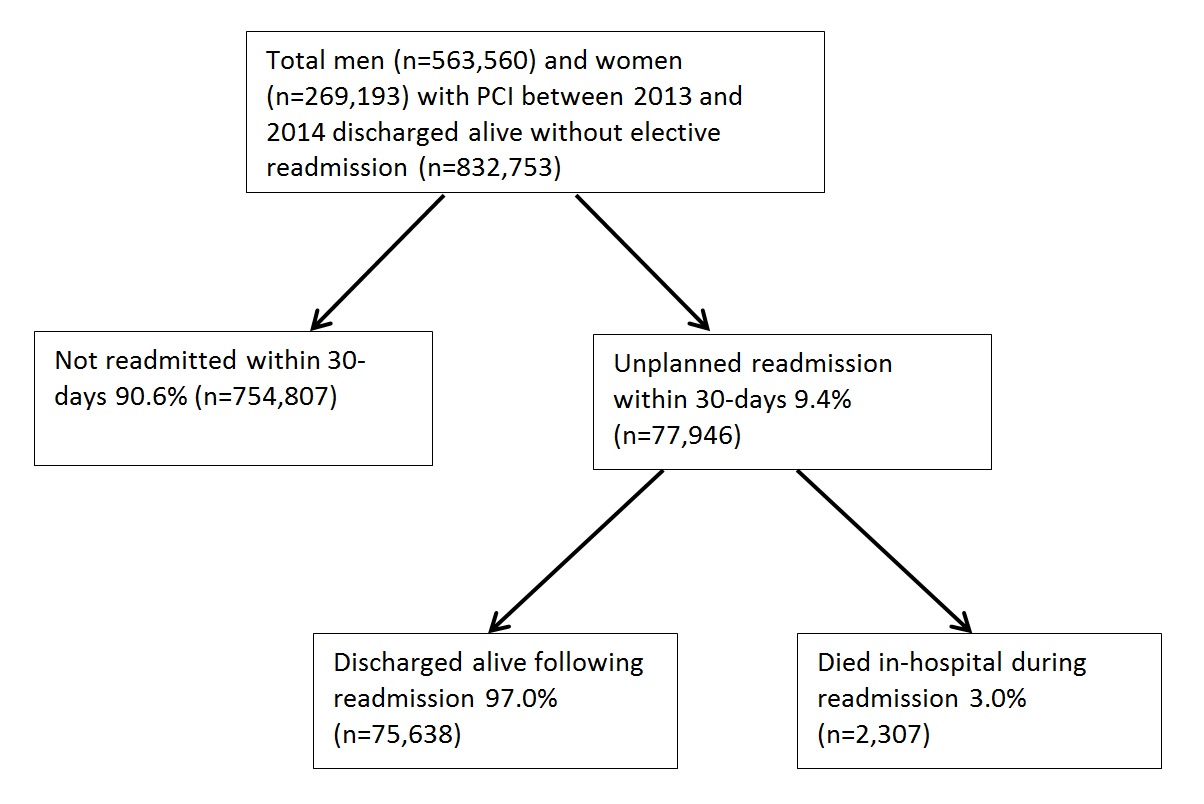 Total men (n=563,560) and women
(n=269,193) with PCI between 2013 and
2014 discharged alive without elective
readmission (n=832,753)
Not readmitted within 30-
days 90.6% (n=754,807)
Unplanned readmission
within 30-days 9.4%
(n=77,946)
Discharged alive following
readmission 97.0%
(n=75,638)
Died in-hospital during
readmission 3.0%
(n=2,307)